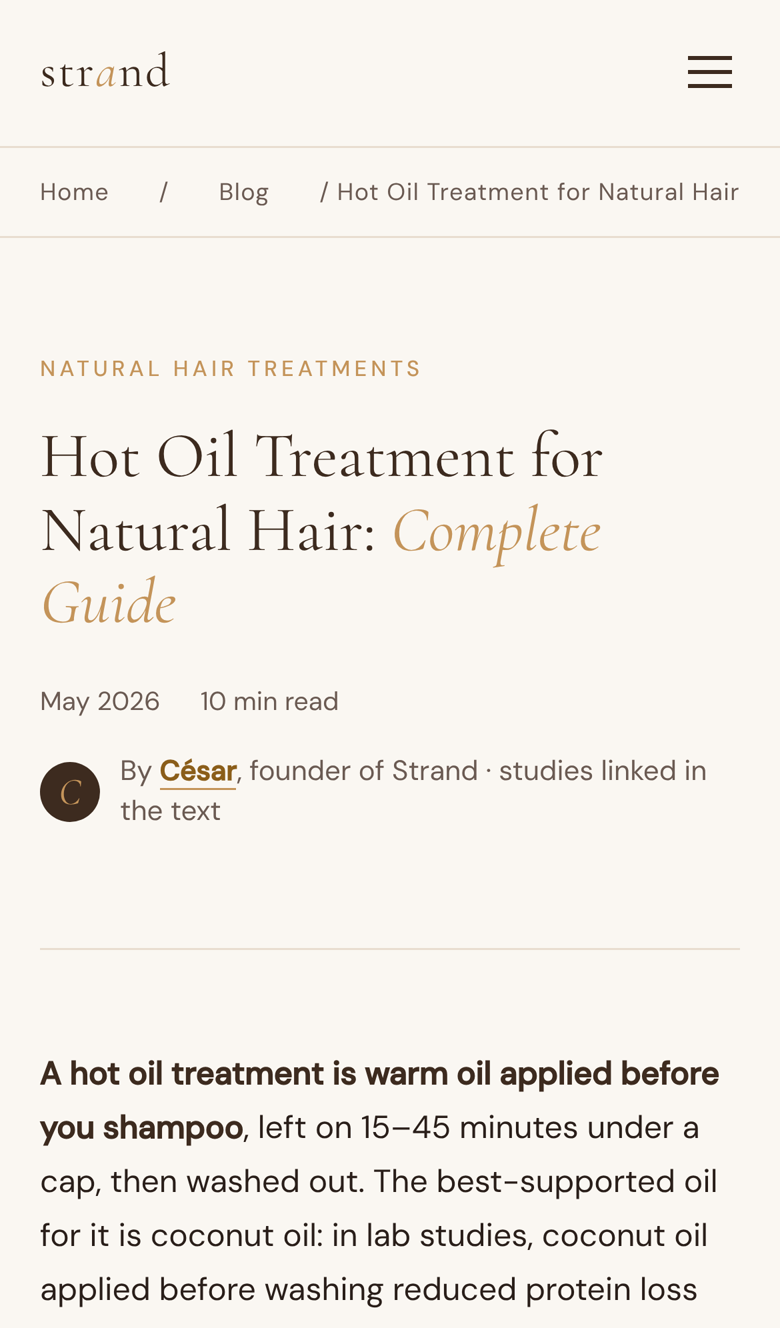 strand
Home / Blog / Hot Oil Treatment for Natural Hair
NATURAL HAIR TREATMENTS
Hot Oil Treatment for
Natural Hair: Complete
Guide
May 2026 10 min read
C
By César, founder of Strand · studies linked in
the text
A hot oil treatment is warm oil applied before
you shampoo, left on 15–45 minutes under a
cap, then washed out. The best-supported oil
for it is coconut oil: in lab studies, coconut oil
applied before washing reduced protein loss